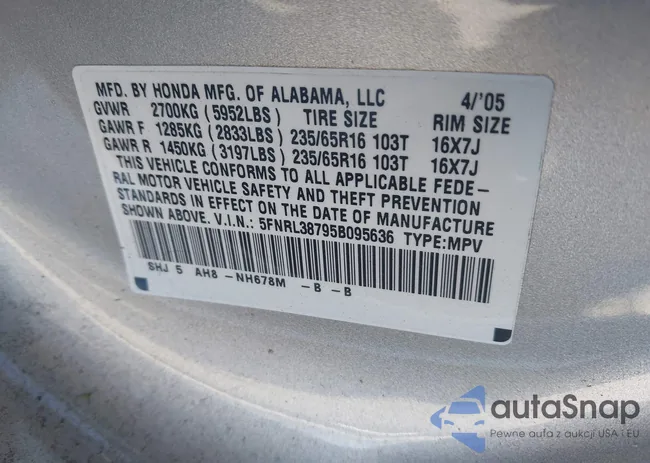 MFD. BY HONDA MFG. OF ALABAMA, LLC 4/'05
GVWR 2700KG (5952LBS) TIRE SIZE RIM SIZE
GAWR F 1285KG (2833LBS) 235/65R16 103T 16X7J
GAWR R 1450KG (3197LBS) 235/65R16 103T 16X7J
THIS VEHICLE CONFORMS TO ALL APPLICABLE FEDE-
RAL MOTOR VEHICLE SAFETY AND THEFT PREVENTION
STANDARDS IN EFFECT ON THE DATE OF MANUFACTURE
SHOWN ABOVE. V.I.N.: 5FNRL38795B095636 TYPE:MPV
SHJ 5 AH8 -NH678M -B -B
autaSnap
Pewne auta z aukcji USA i EU